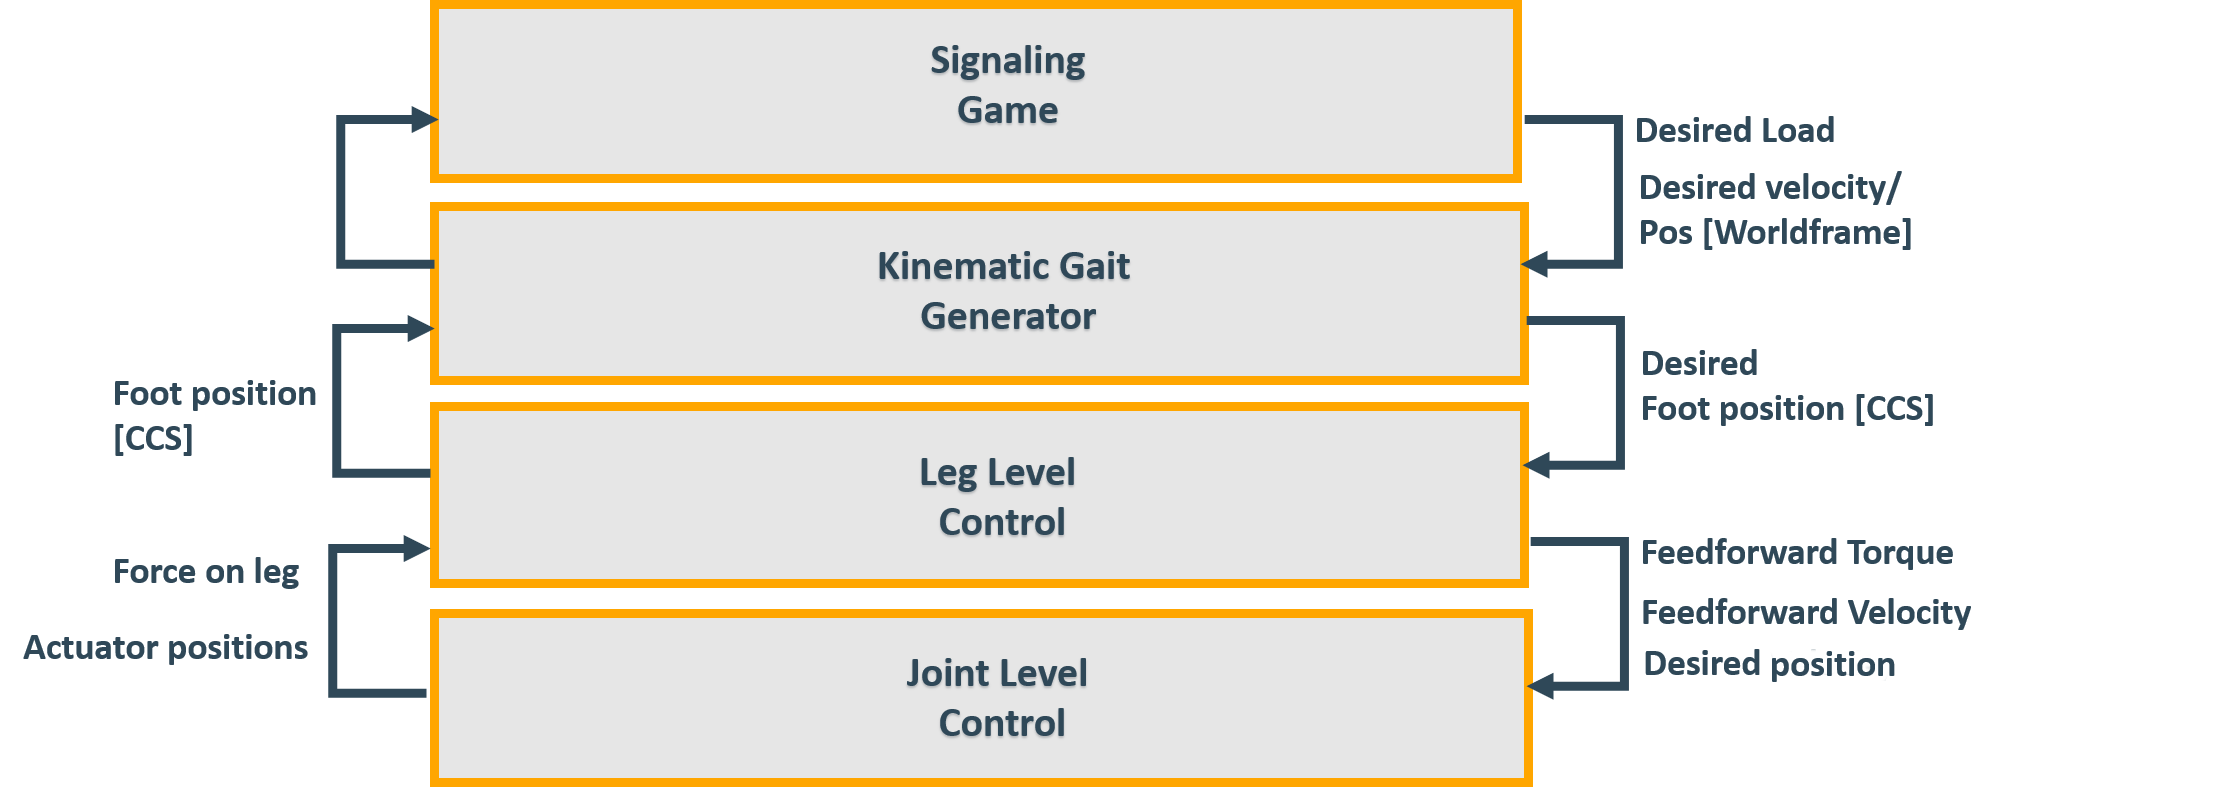 Signaling
Game
Desired Load
Desired velocity/
Pos [Worldframe]
Kinematic Gait
Generator
Foot position
[CCS]
Desired
Foot position [CCS]
Leg Level
Control
Force on leg
Actuator positions
Feedforward Torque
Feedforward Velocity
Desired position
Joint Level
Control